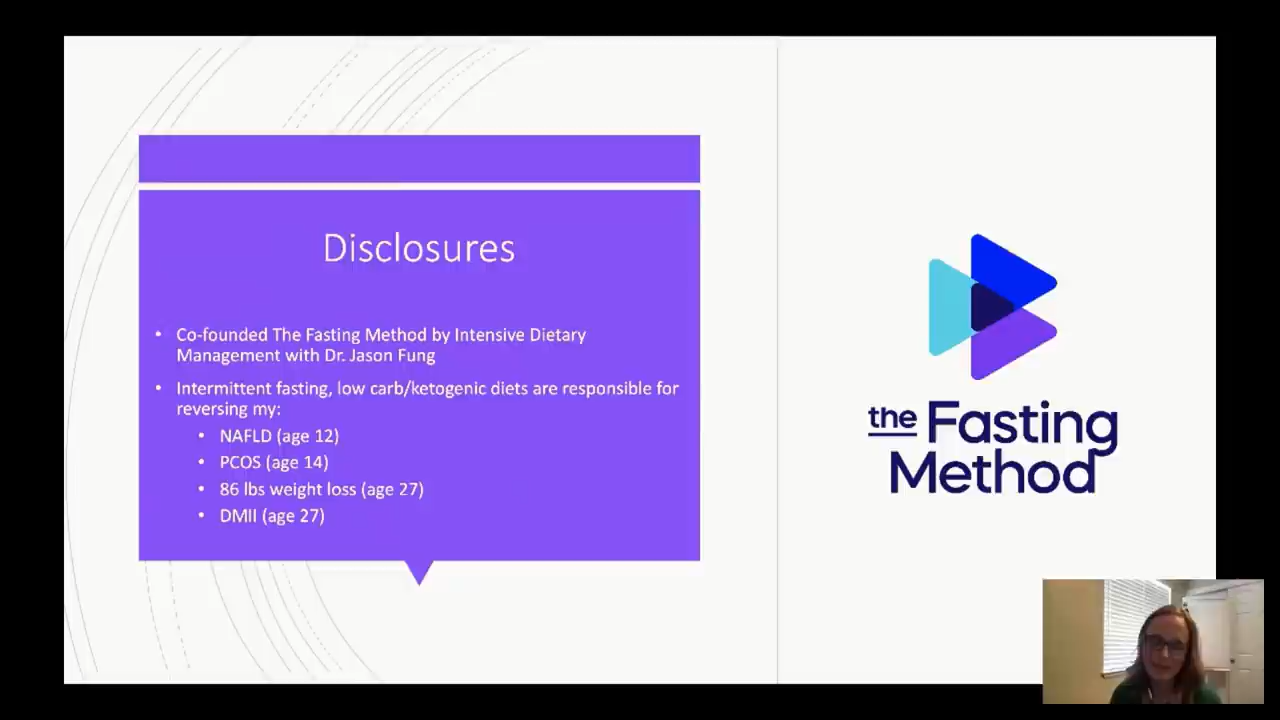 Disclosures
• Co-founded The Fasting Method by Intensive Dietary
Management with Dr. Jason Fung
• Intermittent fasting, low carb/ketogenic diets are responsible for
reversing my:
• NAFLD (age 12)
• PCOS (age 14)
• 86 lbs weight loss (age 27)
• DMII (age 27)
the Fasting
Method